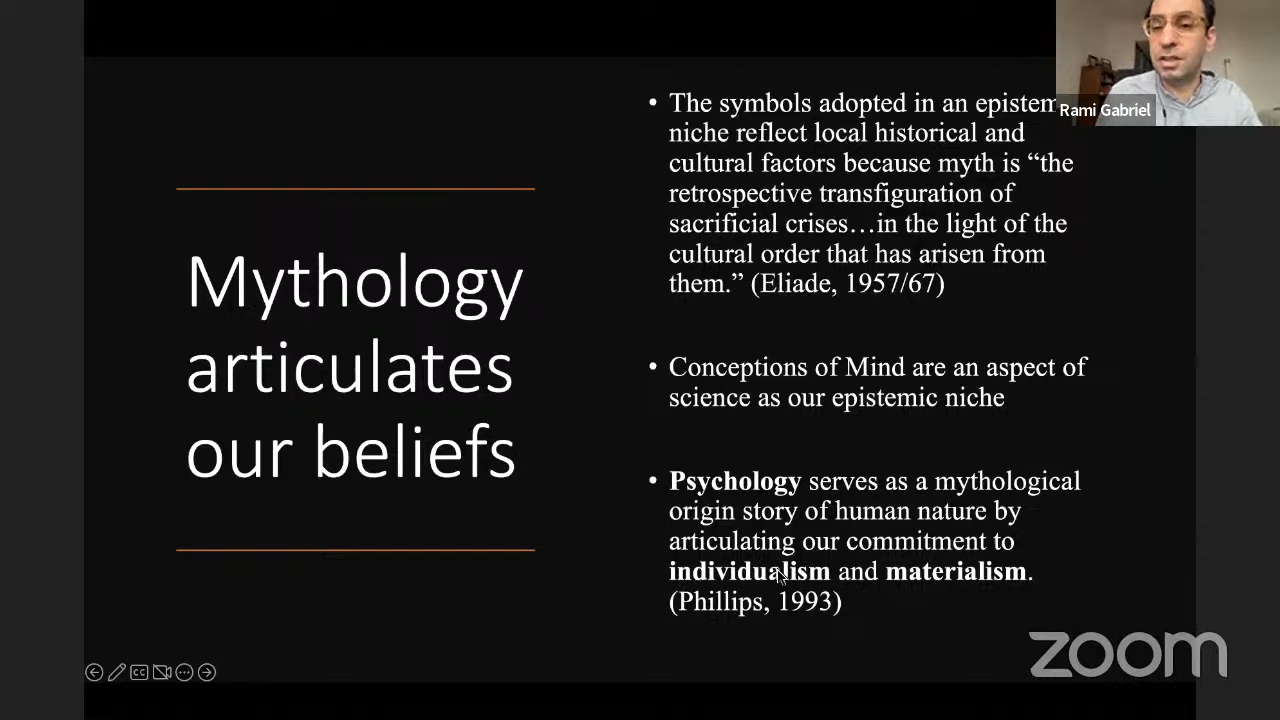 Mythology
articulates
our beliefs
• The symbols adopted in an epistem
niche reflect local historical and
cultural factors because myth is “the
retrospective transfiguration of
sacrificial crises…in the light of the
cultural order that has arisen from
them.” (Eliade, 1957/67)
• Conceptions of Mind are an aspect of
science as our epistemic niche
• Psychology serves as a mythological
origin story of human nature by
articulating our commitment to
individualism and materialism.
(Phillips, 1993)
Rami Gabriel
CC
zoom